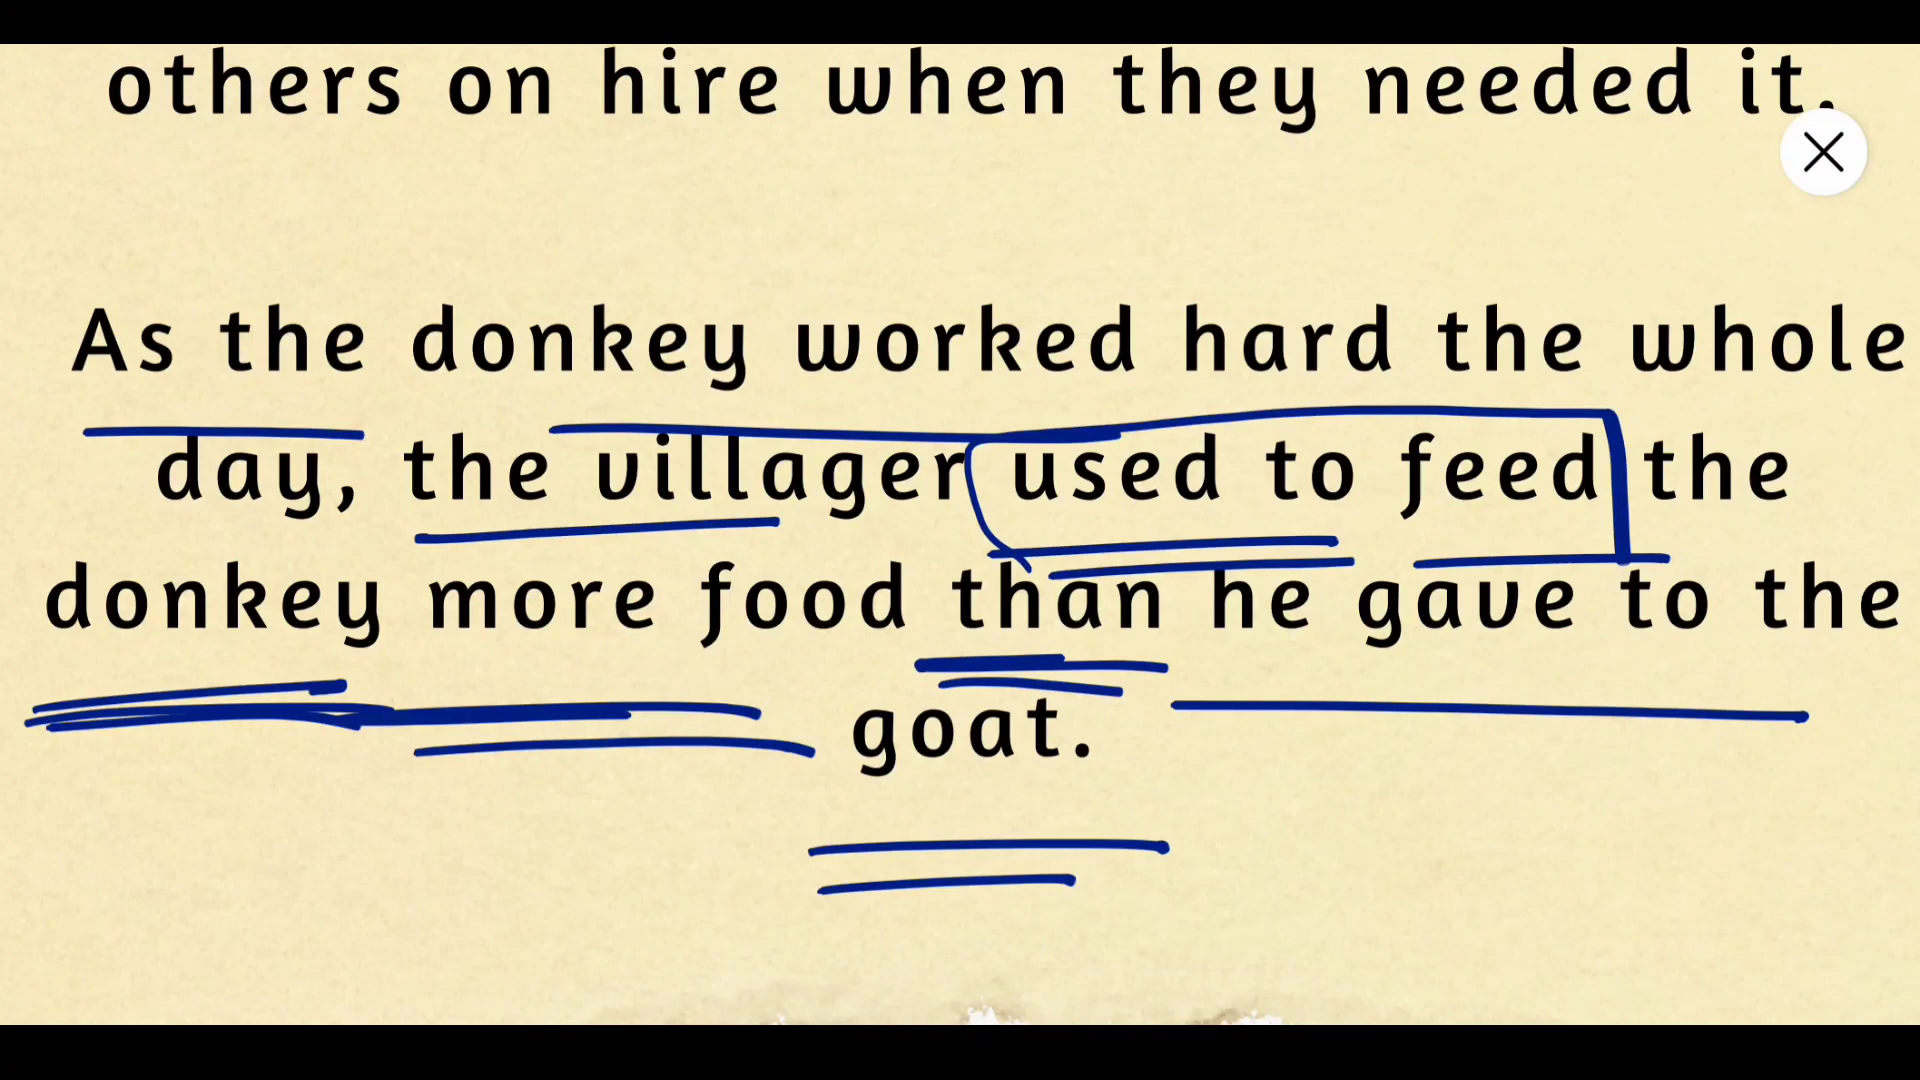 others on hire when they needed it.
As the donkey worked hard the whole
day, the villager used to feed the
donkey more food than he gave to the
goat.